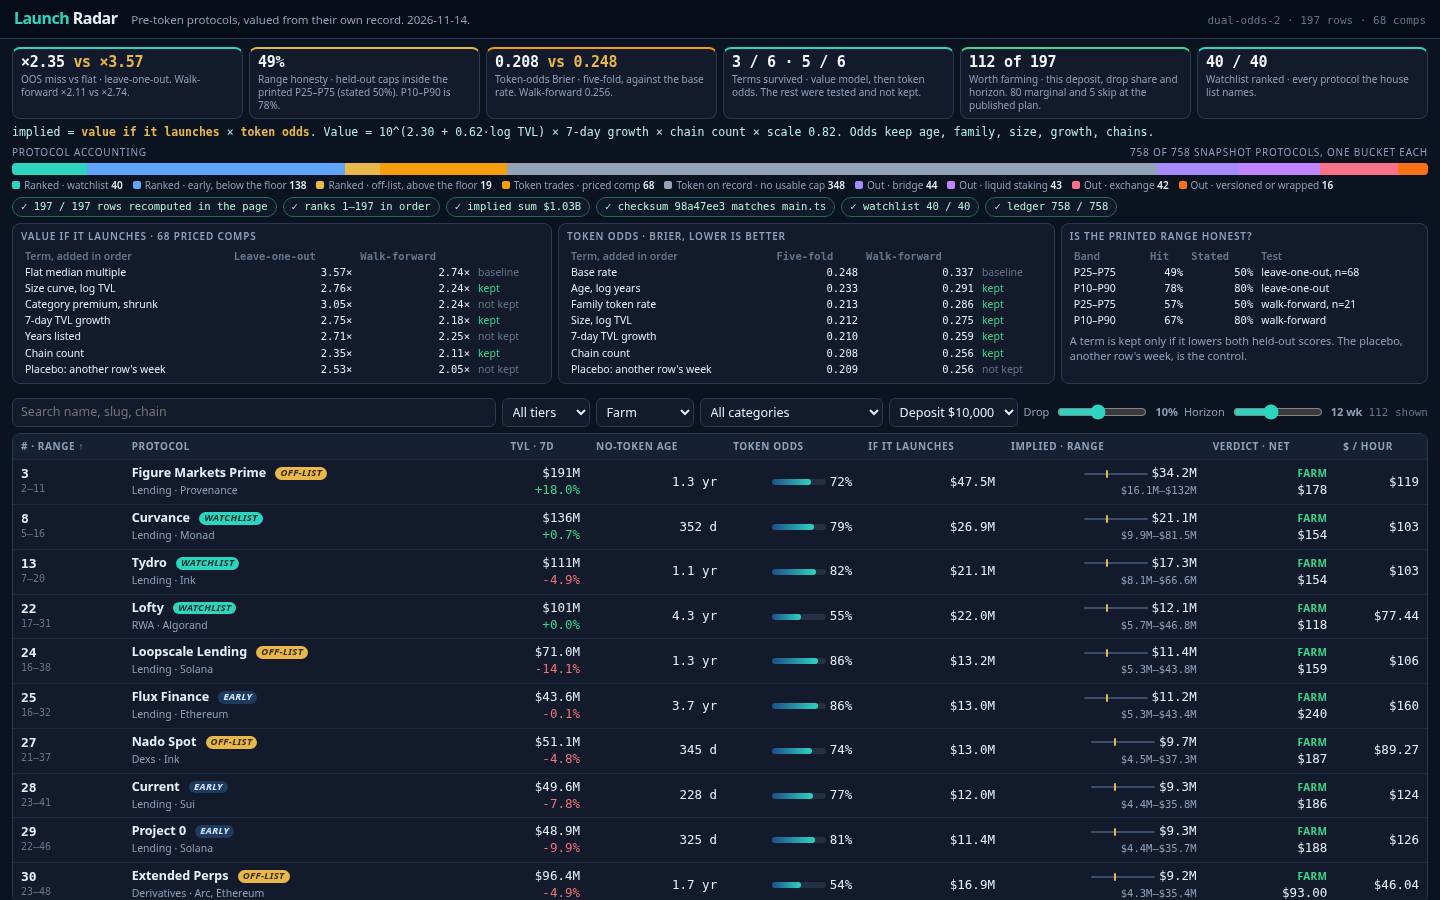 Launch Radar Pre-token protocols, valued from their own record. 2026-11-14. dual-odds-2 · 197 rows · 68 comps
×2.35 vs ×3.57
OOS miss vs flat · leave-one-out. Walk-
forward ×2.11 vs ×2.74.
49%
Range honesty · held-out caps inside the
printed P25–P75 (stated 50%). P10–P90 is
78%.
0.208 vs 0.248
Token-odds Brier · five-fold, against the base
rate. Walk-forward 0.256.
3 / 6 · 5 / 6
Terms survived · value model, then token
odds. The rest were tested and not kept.
112 of 197
Worth farming · this deposit, drop share and
horizon. 80 marginal and 5 skip at the
published plan.
40 / 40
Watchlist ranked · every protocol the house
list names.
implied = value if it launches × token odds. Value = 10^(2.30 + 0.62·log TVL) × 7-day growth × chain count × scale 0.82. Odds keep age, family, size, growth, chains.
PROTOCOL ACCOUNTING 758 OF 758 SNAPSHOT PROTOCOLS, ONE BUCKET EACH
Ranked · watchlist 40 Ranked · early, below the floor 138 Ranked · off-list, above the floor 19 Token trades · priced comp 68 Token on record · no usable cap 348 Out · bridge 44 Out · liquid staking 43 Out · exchange 42 Out · versioned or wrapped 16
✓ 197 / 197 rows recomputed in the page ✓ ranks 1–197 in order ✓ implied sum $1.03B ✓ checksum 98a47ee3 matches main.ts ✓ watchlist 40 / 40 ✓ ledger 758 / 758
VALUE IF IT LAUNCHES · 68 PRICED COMPS
Term, added in order Leave-one-out Walk-forward
Flat median multiple 3.57× 2.74× baseline
Size curve, log TVL 2.76× 2.24× kept
Category premium, shrunk 3.05× 2.24× not kept
7-day TVL growth 2.75× 2.18× kept
Years listed 2.71× 2.25× not kept
Chain count 2.35× 2.11× kept
Placebo: another row's week 2.53× 2.05× not kept
TOKEN ODDS · BRIER, LOWER IS BETTER
Term, added in order Five-fold Walk-forward
Base rate 0.248 0.337 baseline
Age, log years 0.233 0.291 kept
Family token rate 0.213 0.286 kept
Size, log TVL 0.212 0.275 kept
7-day TVL growth 0.210 0.259 kept
Chain count 0.208 0.256 kept
Placebo: another row's week 0.209 0.256 not kept
IS THE PRINTED RANGE HONEST?
Band Hit Stated Test
P25–P75 49% 50% leave-one-out, n=68
P10–P90 78% 80% leave-one-out
P25–P75 57% 50% walk-forward, n=21
P10–P90 67% 80% walk-forward
A term is kept only if it lowers both held-out scores. The placebo,
another row's week, is the control.
Search name, slug, chain All tiers Farm All categories Deposit $10,000 Drop 10% Horizon 12 wk 112 shown
# · RANGE ↑ PROTOCOL TVL · 7D NO-TOKEN AGE TOKEN ODDS IF IT LAUNCHES IMPLIED · RANGE VERDICT · NET $ / HOUR
3 Figure Markets Prime OFF-LIST $191M 1.3 yr 72% $47.5M $34.2M FARM $119
2–11 Lending · Provenance +18.0% $16.1M–$132M $178
8 Curvance WATCHLIST $136M 352 d 79% $26.9M $21.1M FARM $103
5–16 Lending · Monad +0.7% $9.9M–$81.5M $154
13 Tydro WATCHLIST $111M 1.1 yr 82% $21.1M $17.3M FARM $103
7–20 Lending · Ink -4.9% $8.1M–$66.6M $154
22 Lofty WATCHLIST $101M 4.3 yr 55% $22.0M $12.1M FARM $77.44
17–31 RWA · Algorand +0.0% $5.7M–$46.8M $118
24 Loopscale Lending OFF-LIST $71.0M 1.3 yr 86% $13.2M $11.4M FARM $106
16–38 Lending · Solana -14.1% $5.3M–$43.8M $159
25 Flux Finance EARLY $43.6M 3.7 yr 86% $13.0M $11.2M FARM $160
16–32 Lending · Ethereum -0.1% $5.3M–$43.4M $240
27 Nado Spot OFF-LIST $51.1M 345 d 74% $13.0M $9.7M FARM $89.27
21–37 Dexs · Ink -4.8% $4.5M–$37.3M $187
28 Current EARLY $49.6M 228 d 77% $12.0M $9.3M FARM $124
23–41 Lending · Sui -7.8% $4.4M–$35.8M $186
29 Project 0 EARLY $48.9M 325 d 81% $11.4M $9.3M FARM $126
22–46 Lending · Solana -9.9% $4.4M–$35.7M $188
30 Extended Perps OFF-LIST $96.4M 1.7 yr 54% $16.9M $9.2M FARM $46.04
23–48 Derivatives · Arc, Ethereum -4.9% $4.3M–$35.4M $93.00